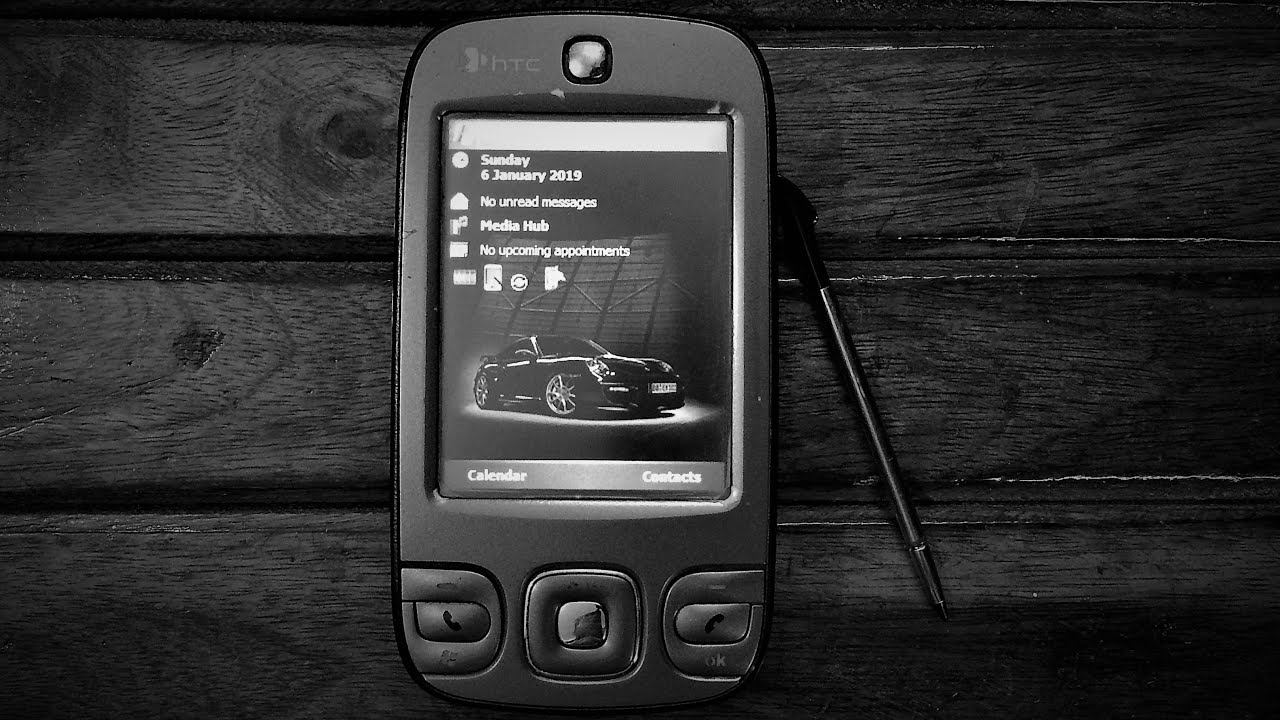 hTC
Sunday
6 January 2019
No unread messages
Media Hub
No upcoming appointments
Calendar
Contacts
ok